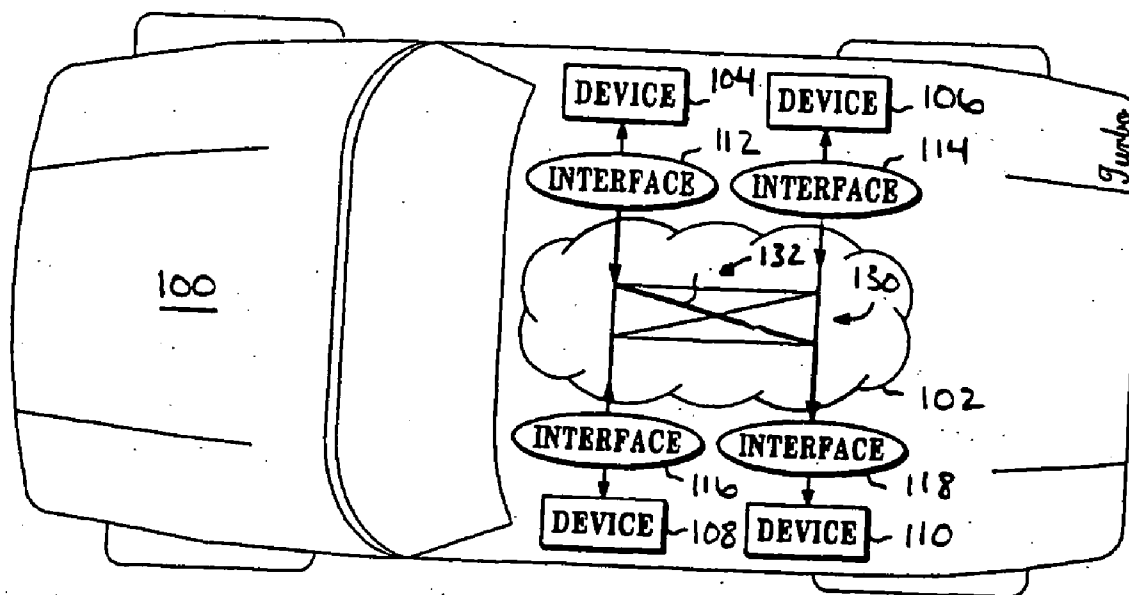 DEVICE 104 DEVICE 106
112 114
INTERFACE INTERFACE
Turbo
132
130
100
102
INTERFACE INTERFACE
116 118
DEVICE 108 DEVICE 110